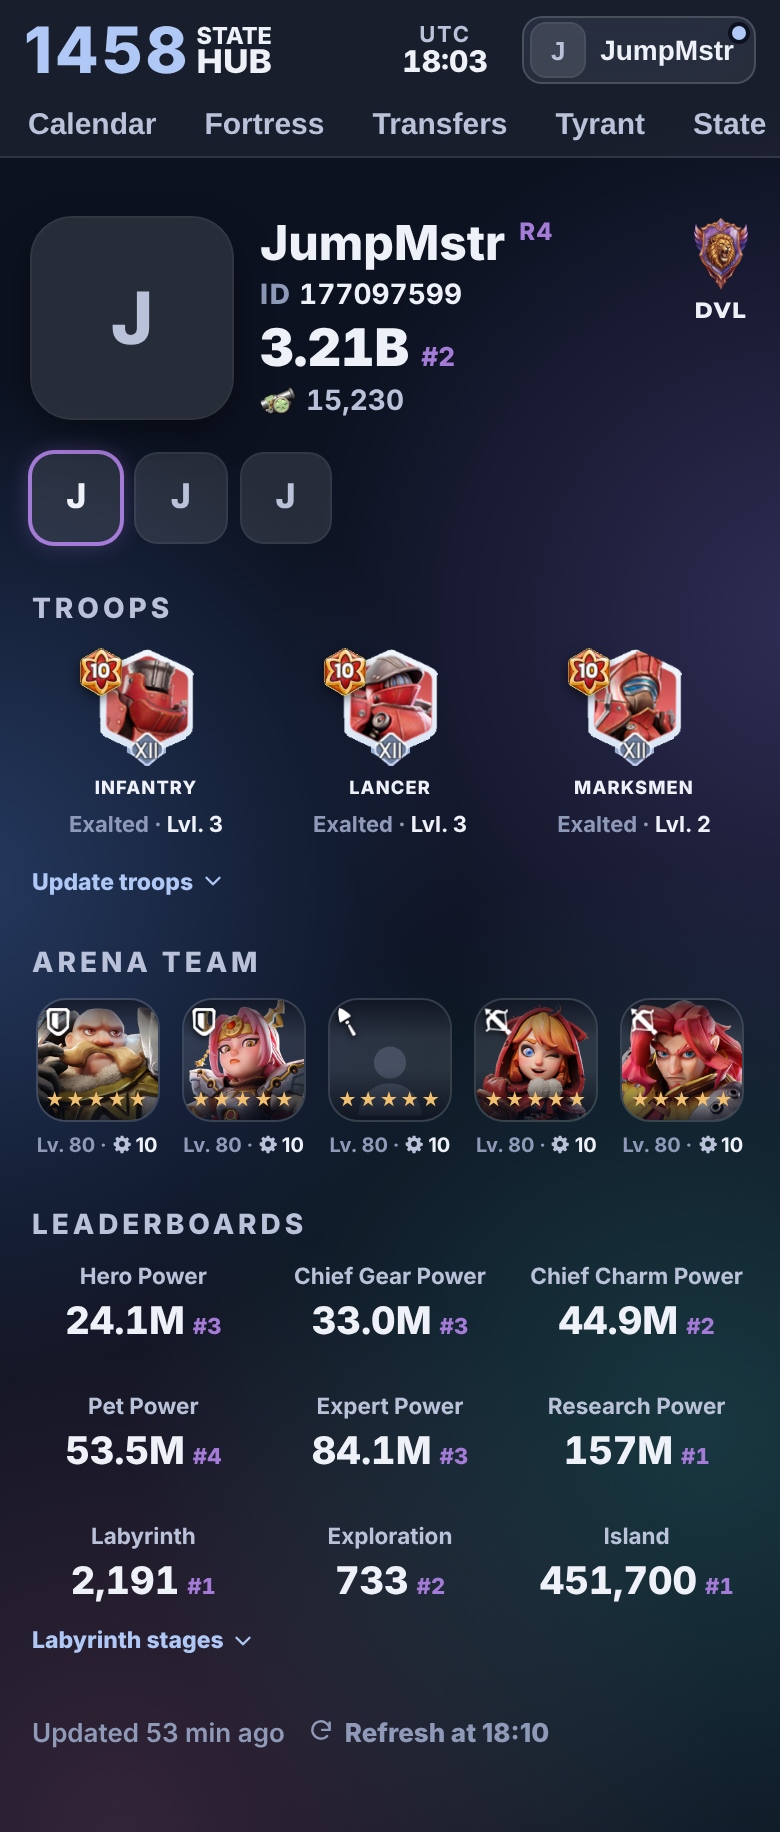 1458 STATE HUB
UTC
18:03
J JumpMstr
Calendar Fortress Transfers Tyrant State
J
JumpMstr R4
ID 177097599
3.21B #2
15,230
DVL
J J J
TROOPS
10 10 10
XII XII XII
INFANTRY LANCER MARKSMEN
Exalted · Lvl. 3 Exalted · Lvl. 3 Exalted · Lvl. 2
Update troops
ARENA TEAM
Lv. 80 · 10 Lv. 80 · 10 Lv. 80 · 10 Lv. 80 · 10 Lv. 80 · 10
LEADERBOARDS
Hero Power Chief Gear Power Chief Charm Power
24.1M #3 33.0M #3 44.9M #2
Pet Power Expert Power Research Power
53.5M #4 84.1M #3 157M #1
Labyrinth Exploration Island
2,191 #1 733 #2 451,700 #1
Labyrinth stages
Updated 53 min ago Refresh at 18:10